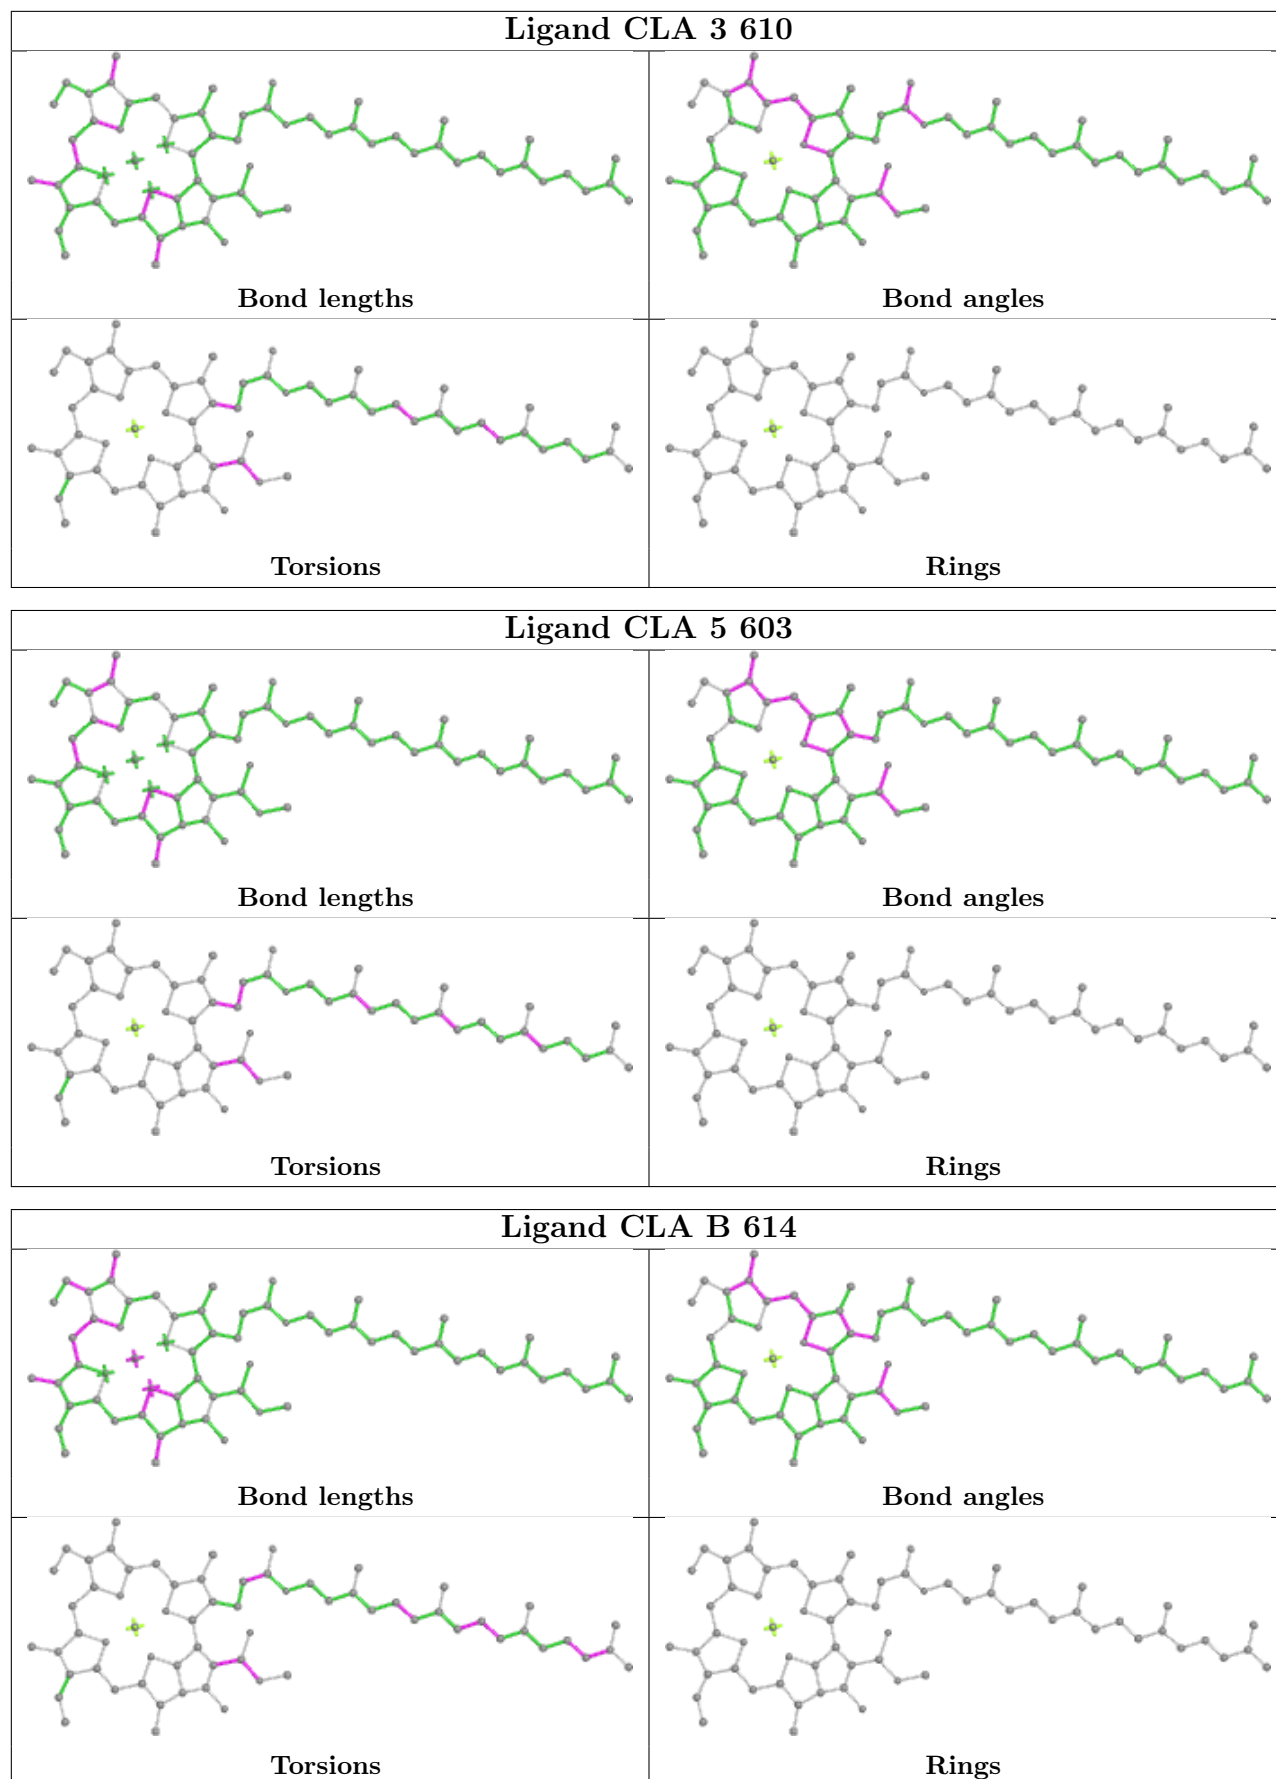 Ligand CLA 3 610
Bond lengths
Bond angles
Torsions
Rings
Ligand CLA 5 603
Bond lengths
Bond angles
Torsions
Rings
Ligand CLA B 614
Bond lengths
Bond angles
Torsions
Rings